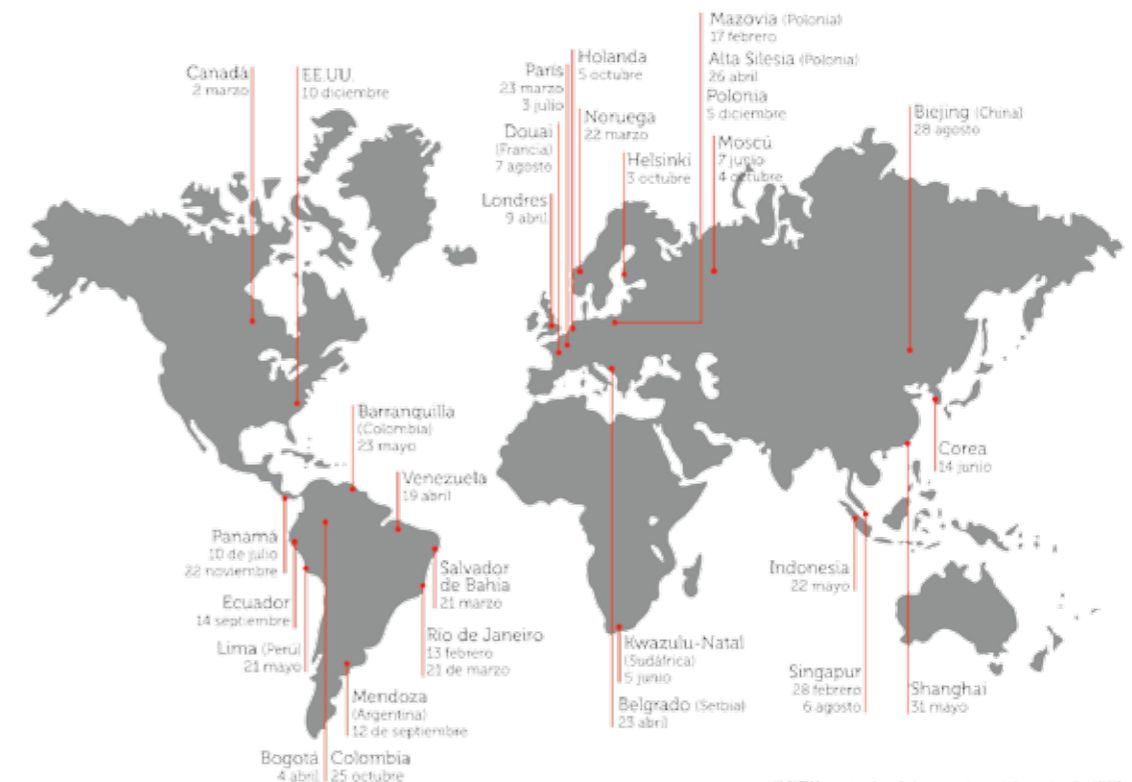 Mazovia (Polonia)
17 febrero
Alta Silesia (Polonia)
26 abril
Polonia
5 diciembre
Holanda
5 octubre
París
23 marzo
3 julio
Canadá
2 marzo
EE.UU.
10 diciembre
Noruega
22 marzo
Biejing (China)
28 agosto
Douai
(Francia)
7 agosto
Moscú
7 junio
4 octubre
Helsinki
3 octubre
Londres
9 abril
Barranquilla
(Colombia)
23 mayo
Venezuela
19 abril
Corea
14 junio
Panamá
10 de julio
22 noviembre
Salvador
de Bahia
21 marzo
Indonesia
22 mayo
Ecuador
14 septiembre
Río de Janeiro
13 febrero
21 de marzo
Lima (Perú)
21 mayo
Kwazulu-Natal
(Sudáfrica)
5 junio
Singapur
28 febrero
6 agosto
Shanghai
31 mayo
Mendoza
(Argentina)
12 de septiembre
Belgrado (Serbia)
23 abril
Bogotá
4 abril
Colombia
25 octubre